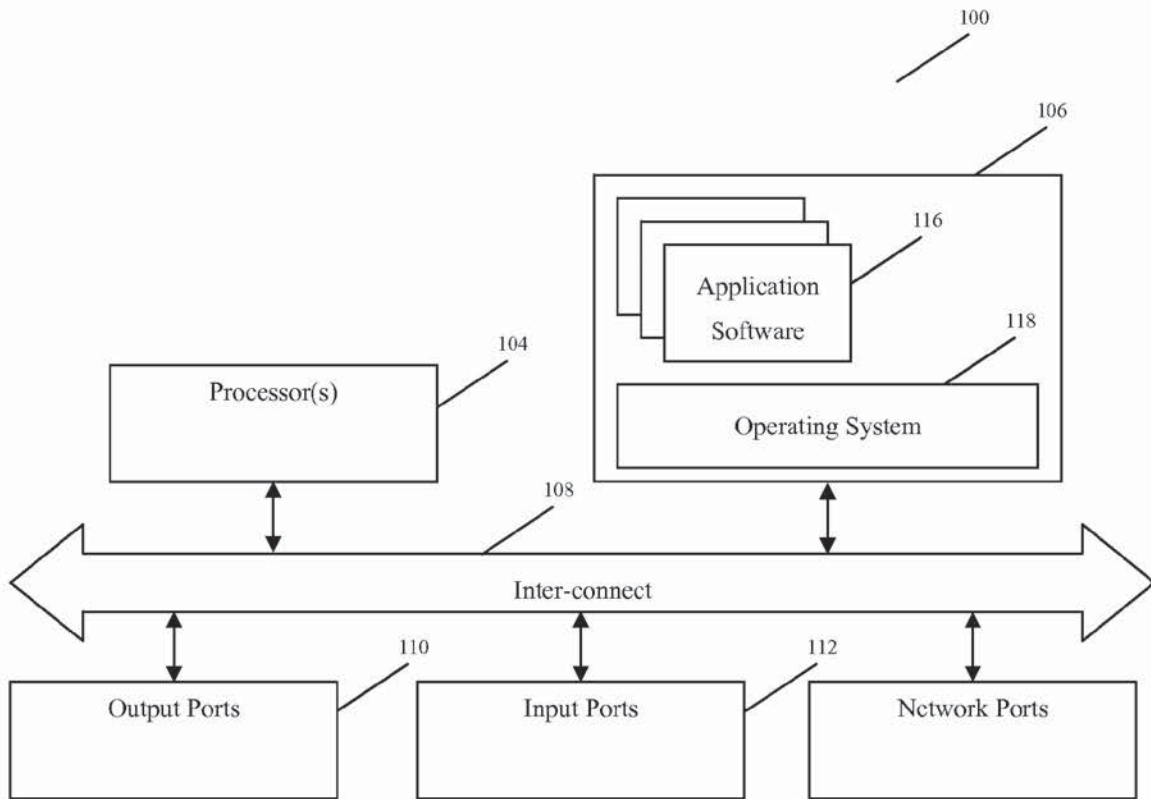 100
106
116
Application
Software
118
104
Processor(s)
Operating System
108
Inter-connect
110
112
Output Ports
Input Ports
Network Ports